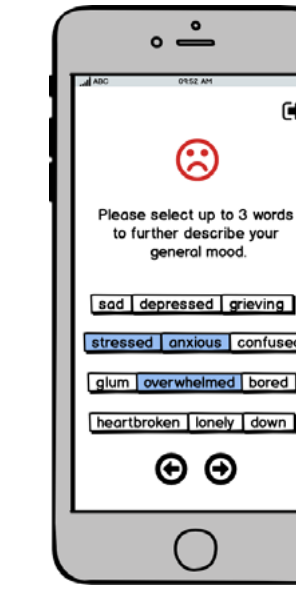 ABC 09:52 AM
Please select up to 3 words
to further describe your
general mood.
sad depressed grieving
stressed anxious confused
glum overwhelmed bored
heartbroken lonely down